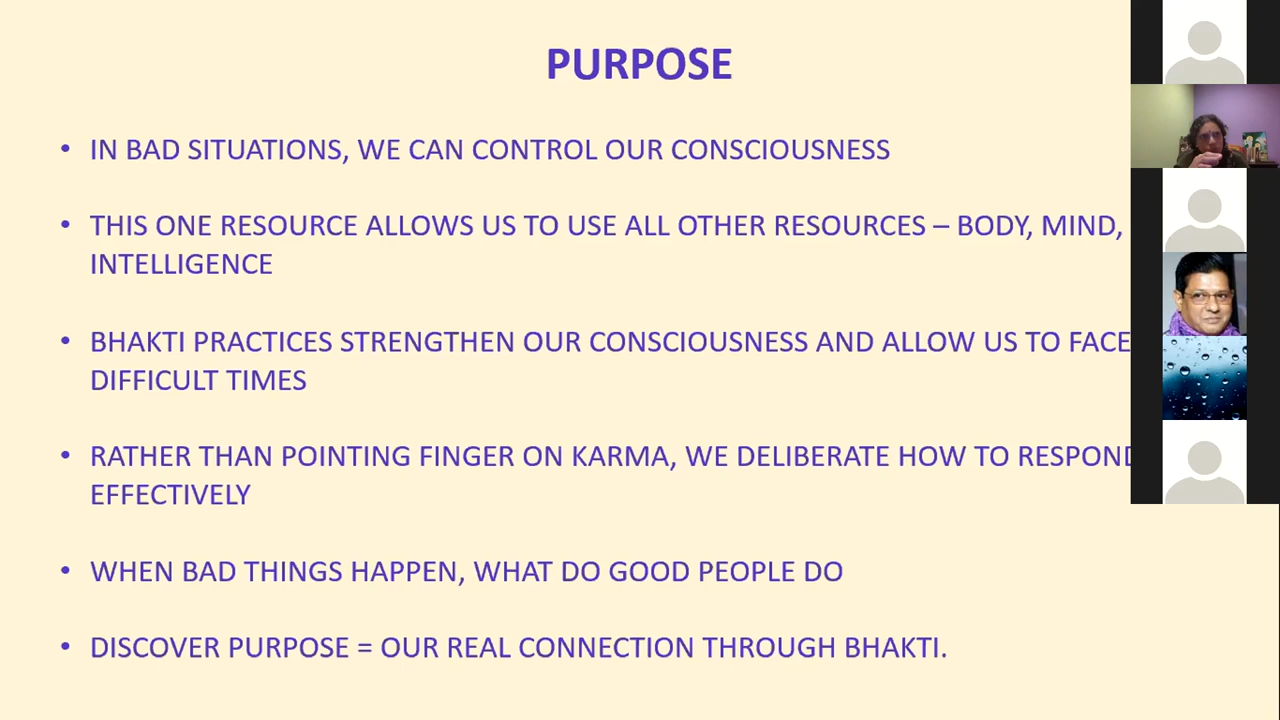 PURPOSE
• IN BAD SITUATIONS, WE CAN CONTROL OUR CONSCIOUSNESS
• THIS ONE RESOURCE ALLOWS US TO USE ALL OTHER RESOURCES – BODY, MIND,
INTELLIGENCE
• BHAKTI PRACTICES STRENGTHEN OUR CONSCIOUSNESS AND ALLOW US TO FACE
DIFFICULT TIMES
• RATHER THAN POINTING FINGER ON KARMA, WE DELIBERATE HOW TO RESPOND
EFFECTIVELY
• WHEN BAD THINGS HAPPEN, WHAT DO GOOD PEOPLE DO
• DISCOVER PURPOSE = OUR REAL CONNECTION THROUGH BHAKTI.